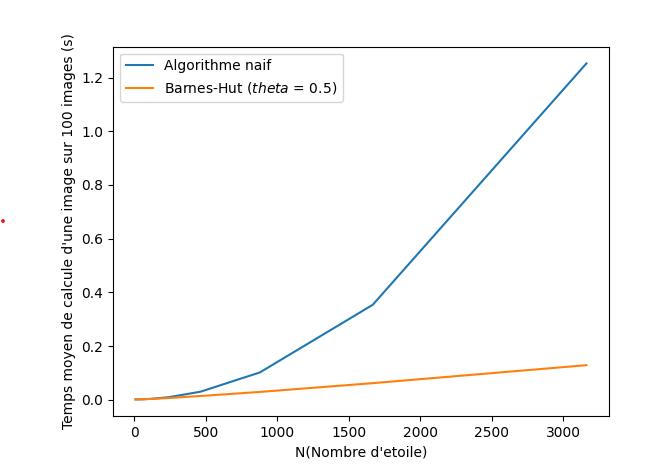 Algorithme naif
Barnes-Hut (theta = 0.5)
Temps moyen de calcule d'une image sur 100 images (s)
1.2
1.0
0.8
0.6
0.4
0.2
0.0
0 500 1000 1500 2000 2500 3000
N(Nombre d'etoile)